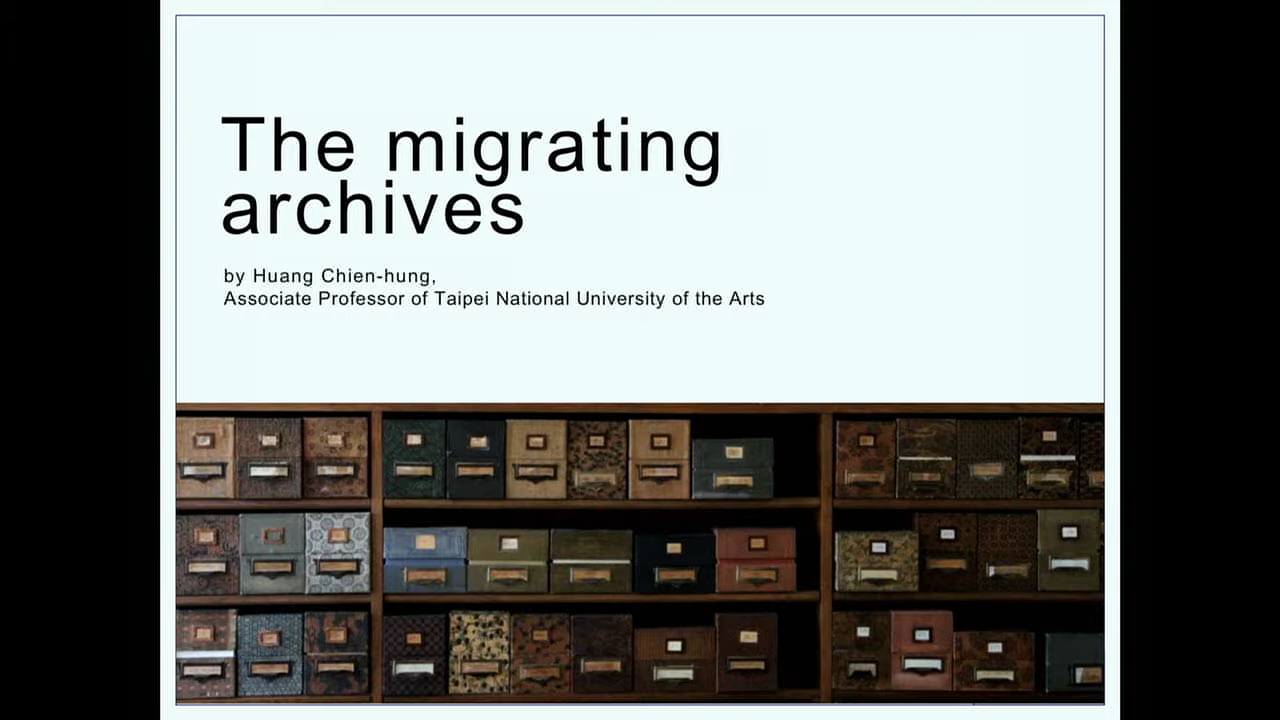 The migrating
archives
by Huang Chien-hung,
Associate Professor of Taipei National University of the Arts